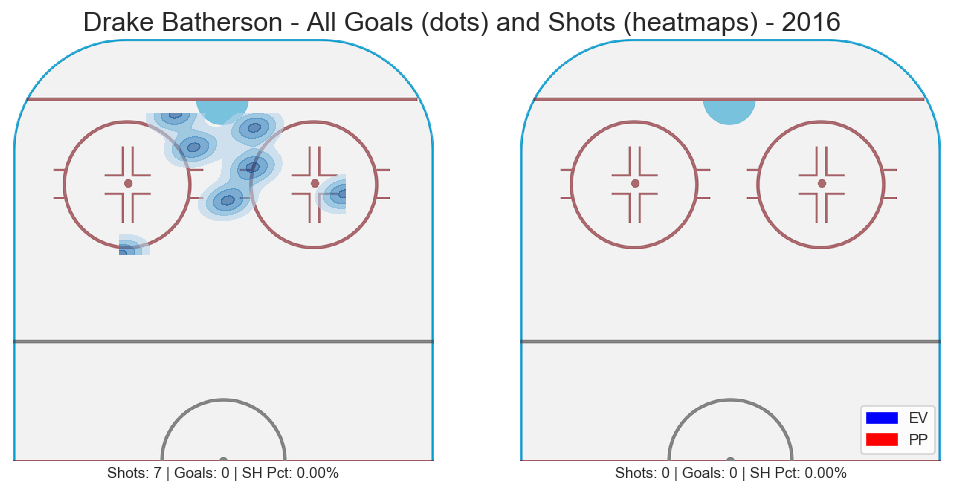 Drake Batherson - All Goals (dots) and Shots (heatmaps) - 2016
EV
PP
Shots: 7 | Goals: 0 | SH Pct: 0.00%
Shots: 0 | Goals: 0 | SH Pct: 0.00%